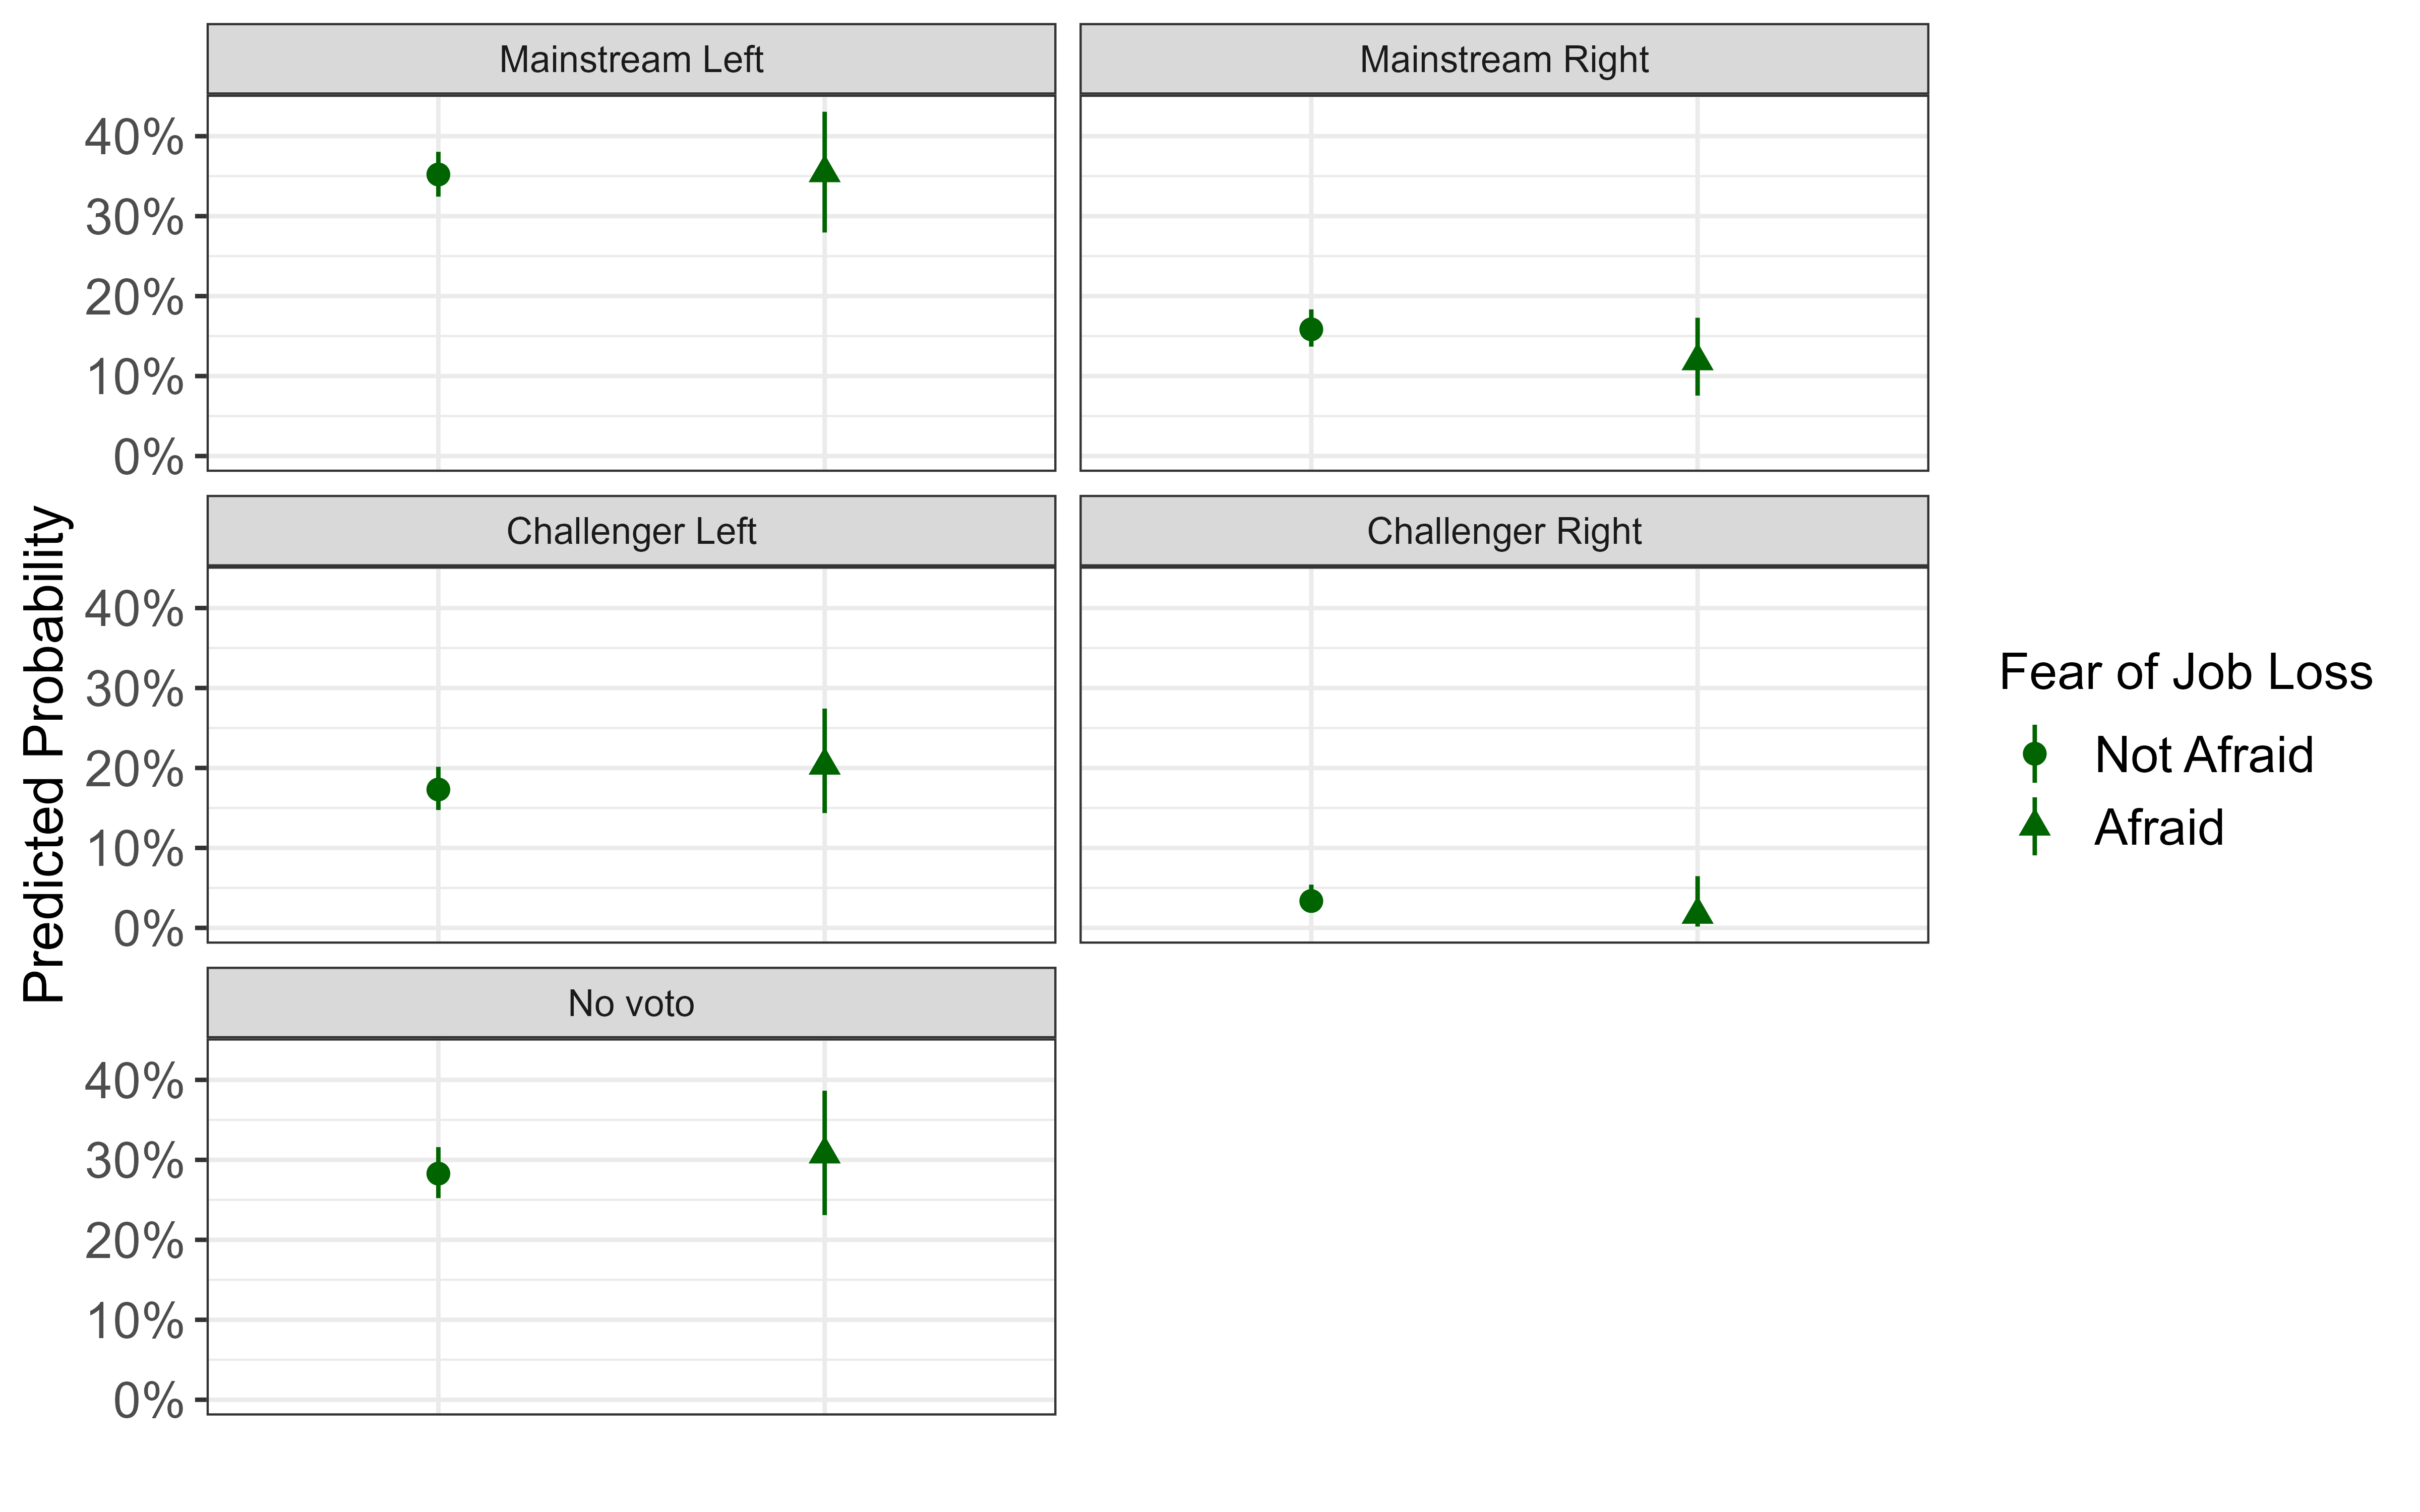 Mainstream Left
Mainstream Right
40%
30%
20%
10%
0%
Challenger Left
Challenger Right
40%
30%
20%
10%
0%
No voto
40%
30%
20%
10%
0%
Predicted Probability
Fear of Job Loss
Not Afraid
Afraid